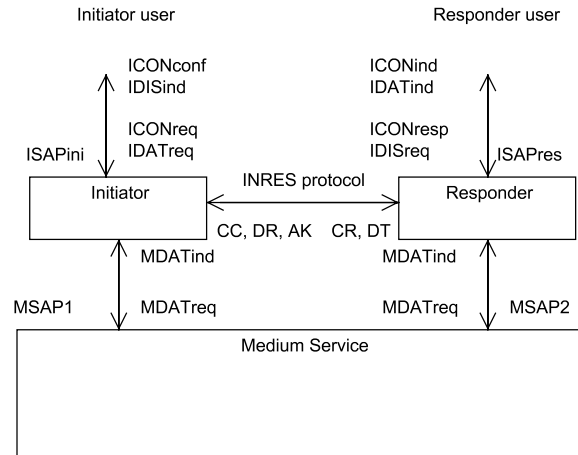 Initiator user
Responder user
ICONconf
IDISind
ICONind
IDATind
ICONreq
IDATreq
ICONresp
IDISreq
ISAPini
ISAPres
INRES protocol
Initiator
Responder
CC, DR, AK
CR, DT
MDATind
MDATind
MSAP1
MDATreq
MDATreq
MSAP2
Medium Service